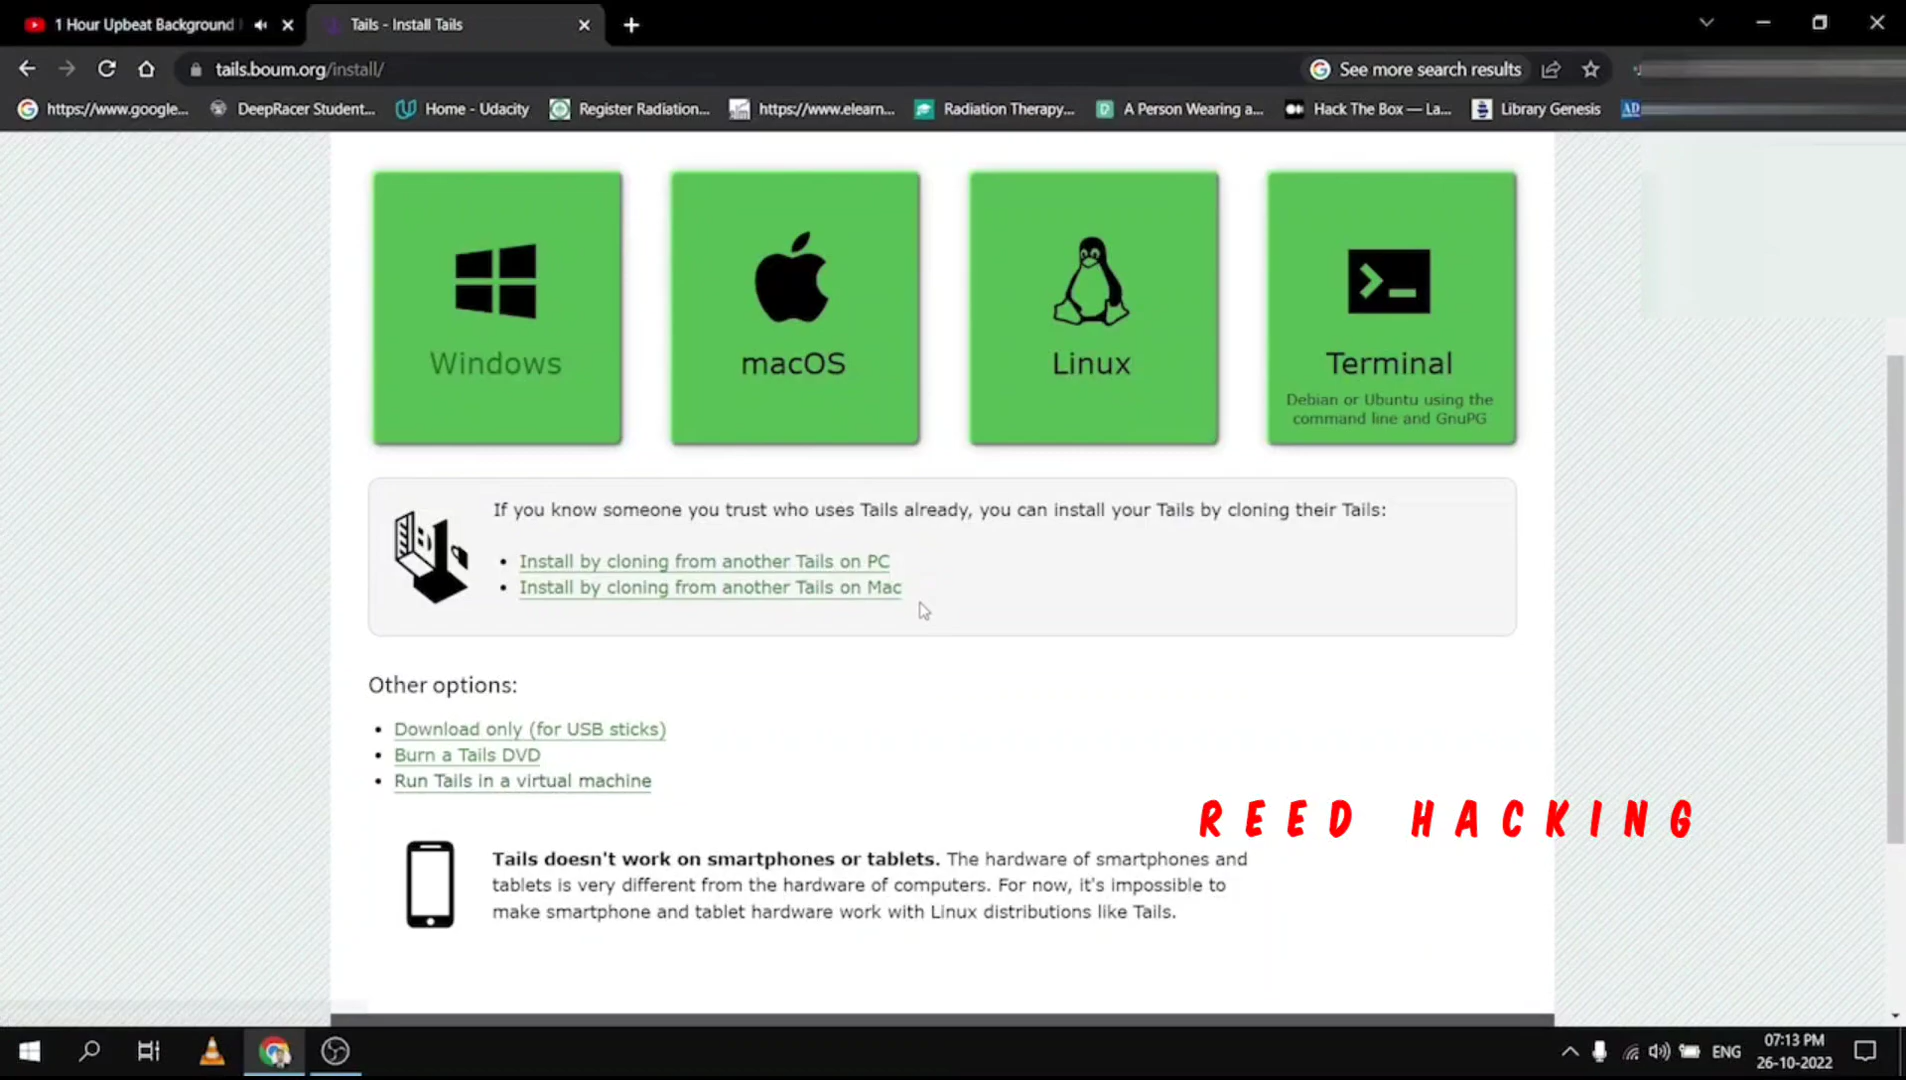 1 Hour Upbeat Background
Tails - Install Tails
tails.boum.org/install/
See more search results
https://www.google...
DeepRacer Student...
Home - Udacity
Register Radiation...
https://www.elearn...
Radiation Therapy...
A Person Wearing a...
Hack The Box — La...
Library Genesis
AD
Windows
macOS
Linux
Terminal
Debian or Ubuntu using the
command line and GnuPG
If you know someone you trust who uses Tails already, you can install your Tails by cloning their Tails:
• Install by cloning from another Tails on PC
• Install by cloning from another Tails on Mac
Other options:
• Download only (for USB sticks)
• Burn a Tails DVD
• Run Tails in a virtual machine
REED HACKING
Tails doesn't work on smartphones or tablets. The hardware of smartphones and
tablets is very different from the hardware of computers. For now, it's impossible to
make smartphone and tablet hardware work with Linux distributions like Tails.
ENG
07:13 PM
26-10-2022